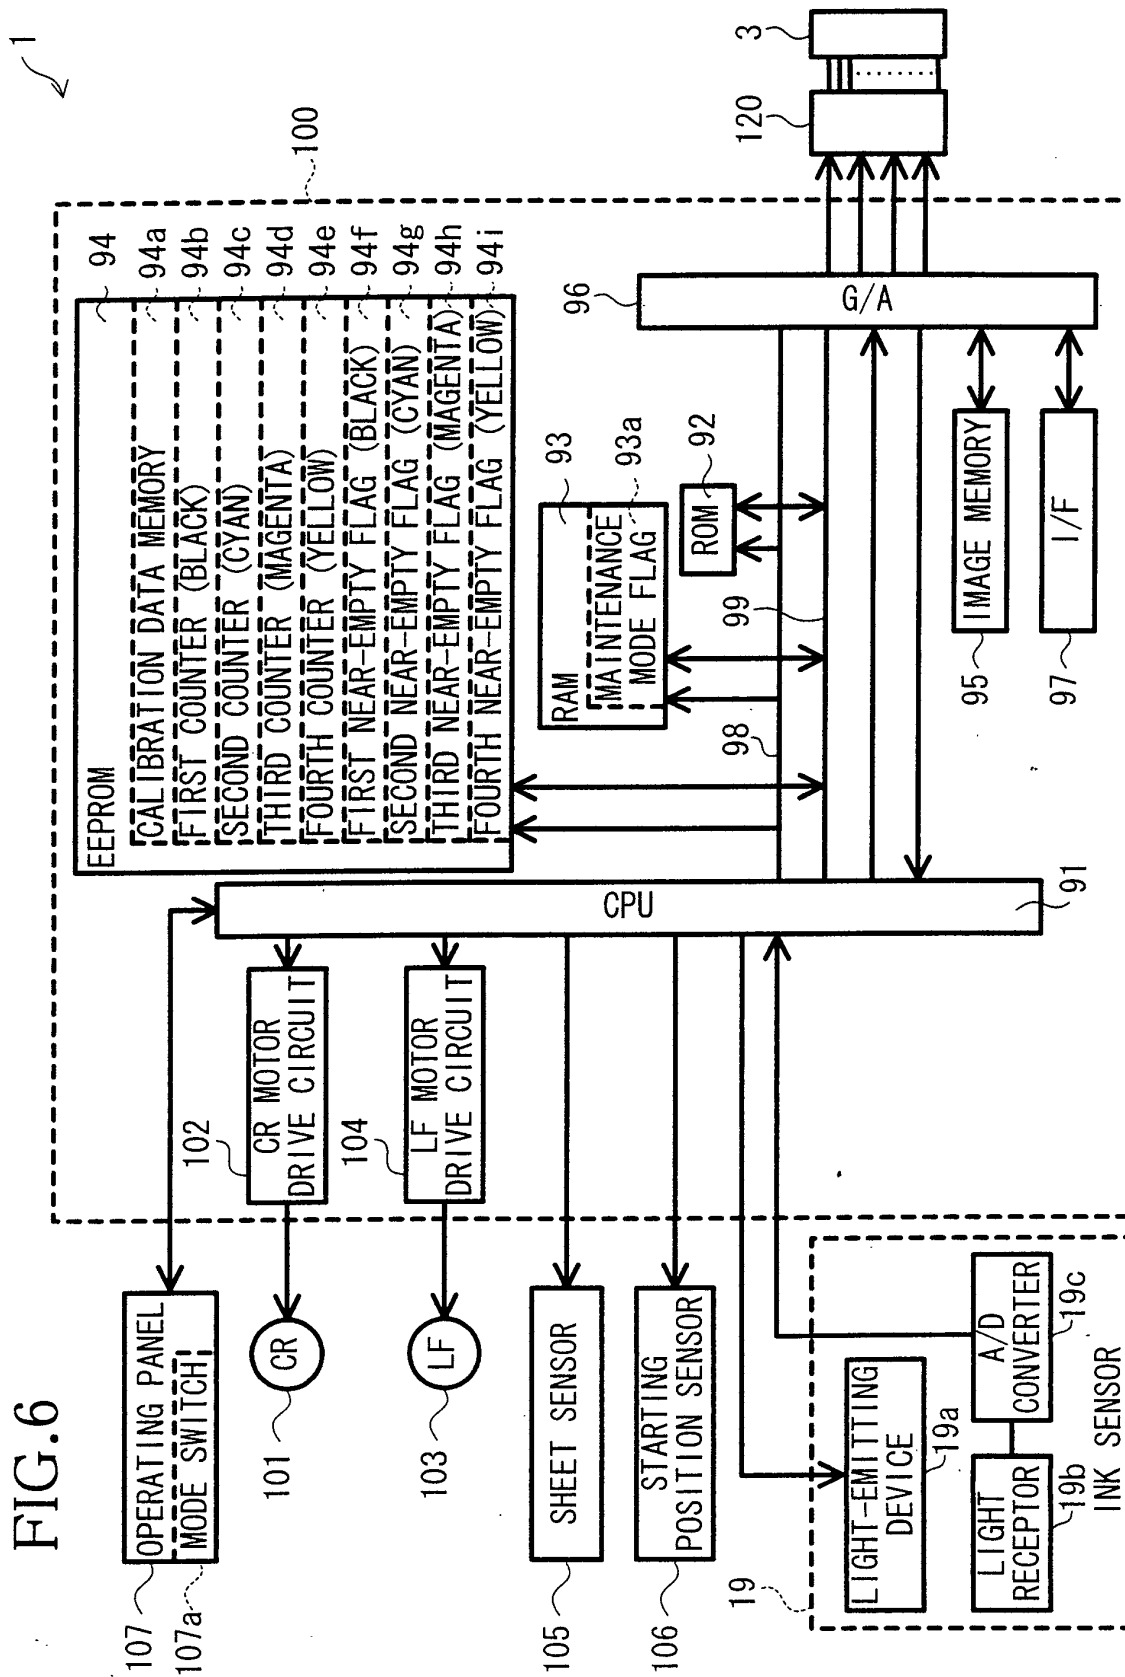 FIG.6
1
100
107
OPERATING PANEL
MODE SWITCH
107a
101
CR
102
CR MOTOR
DRIVE CIRCUIT
103
LF
104
LF MOTOR
DRIVE CIRCUIT
105
SHEET SENSOR
106
STARTING
POSITION SENSOR
19
LIGHT-EMITTING
DEVICE
19a
LIGHT
RECEPTOR
19b
A/D
CONVERTER
19c
INK SENSOR
CPU
91
EEPROM
94
CALIBRATION DATA MEMORY
94a
FIRST COUNTER (BLACK)
94b
SECOND COUNTER (CYAN)
94c
THIRD COUNTER (MAGENTA)
94d
FOURTH COUNTER (YELLOW)
94e
FIRST NEAR-EMPTY FLAG (BLACK)
94f
SECOND NEAR-EMPTY FLAG (CYAN)
94g
THIRD NEAR-EMPTY FLAG (MAGENTA)
94h
FOURTH NEAR-EMPTY FLAG (YELLOW)
94i
RAM
93
MAINTENANCE
MODE FLAG
93a
ROM
92
98
99
96
G/A
95
IMAGE MEMORY
97
I/F
120
3